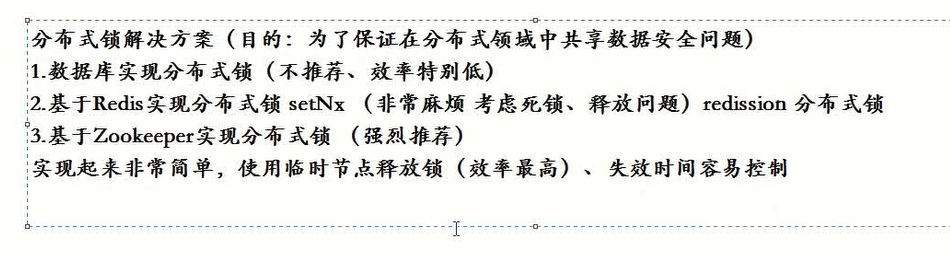 分布式锁解决方案（目的：为了保证在分布式领域中共享数据安全问题）
1.数据库实现分布式锁（不推荐、效率特别低）
2.基于Redis实现分布式锁 setNx （非常麻烦 考虑死锁、释放问题）redission 分布式锁
3.基于Zookeeper实现分布式锁 （强烈推荐）
实现起来非常简单，使用临时节点释放锁（效率最高）、失效时间容易控制